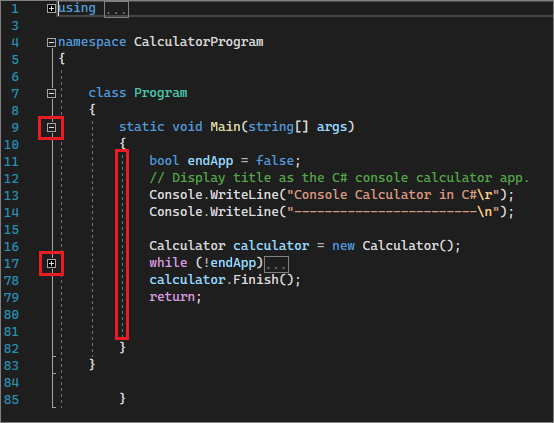 1 using ...
3
4 namespace CalculatorProgram
5 {
6
7 class Program
8 {
9 static void Main(string[] args)
10 {
11 bool endApp = false;
12 // Display title as the C# console calculator app.
13 Console.WriteLine("Console Calculator in C#\r");
14 Console.WriteLine("------------------------\n");
15
16 Calculator calculator = new Calculator();
17 while (!endApp)...
78 calculator.Finish();
79 return;
80
81
82 }
83 }
84
85 }